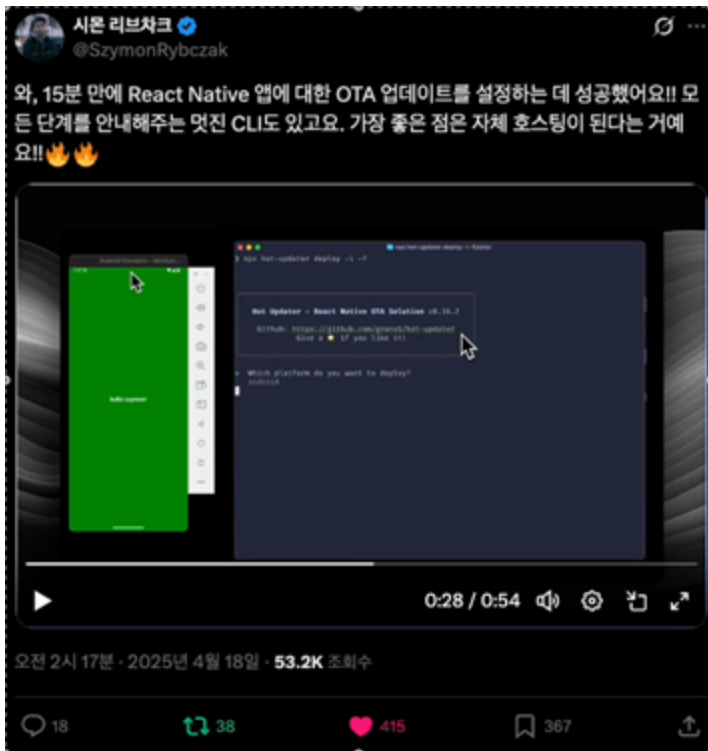 시몬 리브차크
@SzymonRybczak
와, 15분 만에 React Native 앱에 대한 OTA 업데이트를 설정하는 데 성공했어요!! 모
든 단계를 안내해주는 멋진 CLI도 있고요. 가장 좋은 점은 자체 호스팅이 된다는 거예
요!!🔥🔥
npx hot-updater deploy -i -f
Hot Updater - React Native OTA Solution
Github: https://github.com/gronxb/hot-updater
Give a ⭐ if you like it!
Which platform do you want to deploy?
android
hello szymon!
0:28 / 0:54
오전 2시 17분 · 2025년 4월 18일 · 53.2K 조회수
18
38
415
367